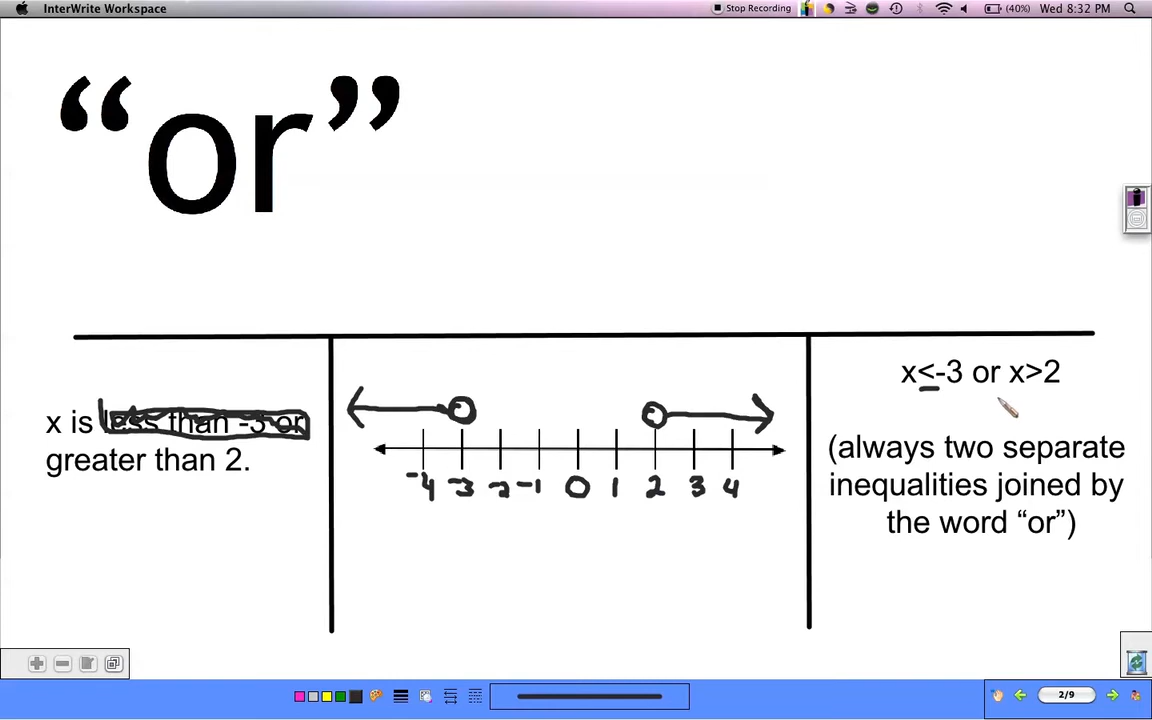 InterWrite Workspace
Stop Recording
(40%) Wed 8:32 PM
“or”
x<-3 or x>2
x is less than -3 or
greater than 2.
(always two separate
inequalities joined by
the word “or”)
-4 -3 -2 -1 0 1 2 3 4
2/9